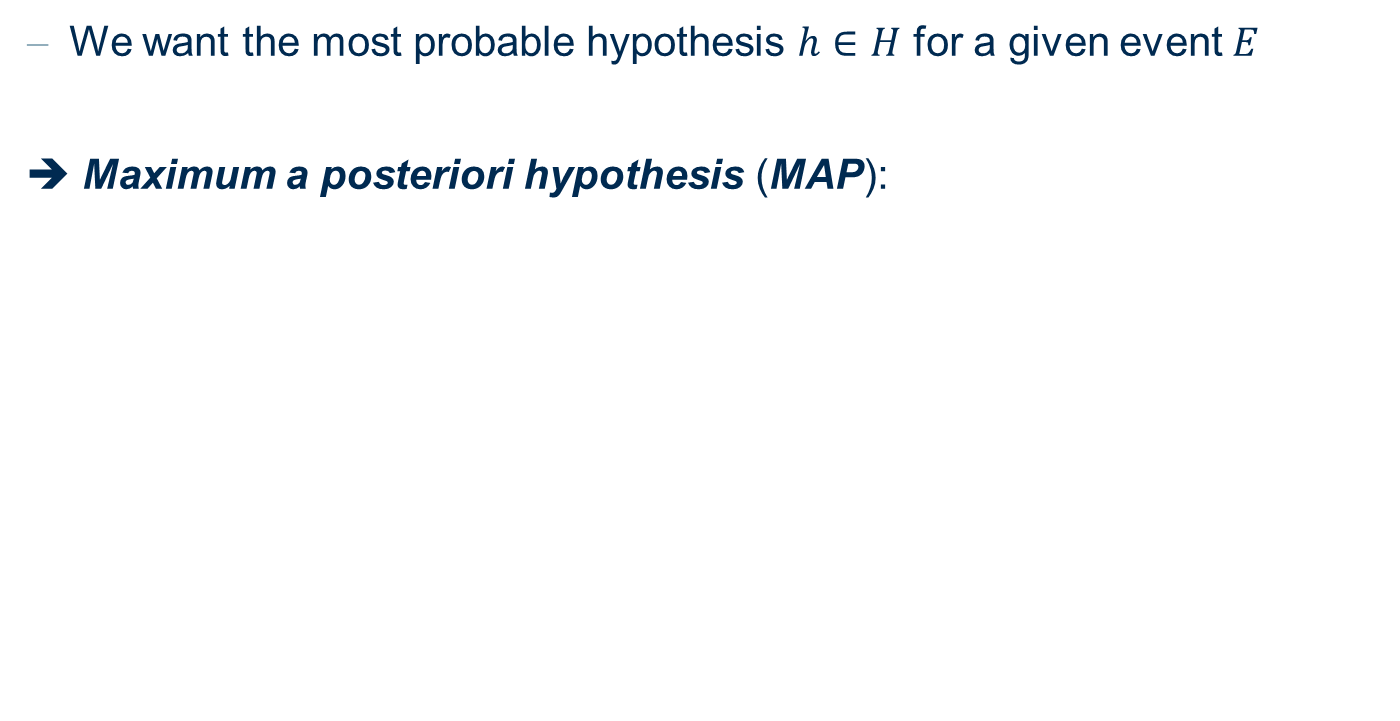 – We want the most probable hypothesis ℎ ∈ 𝐻 for a given event 𝐸
➔ Maximum a posteriori hypothesis (MAP):